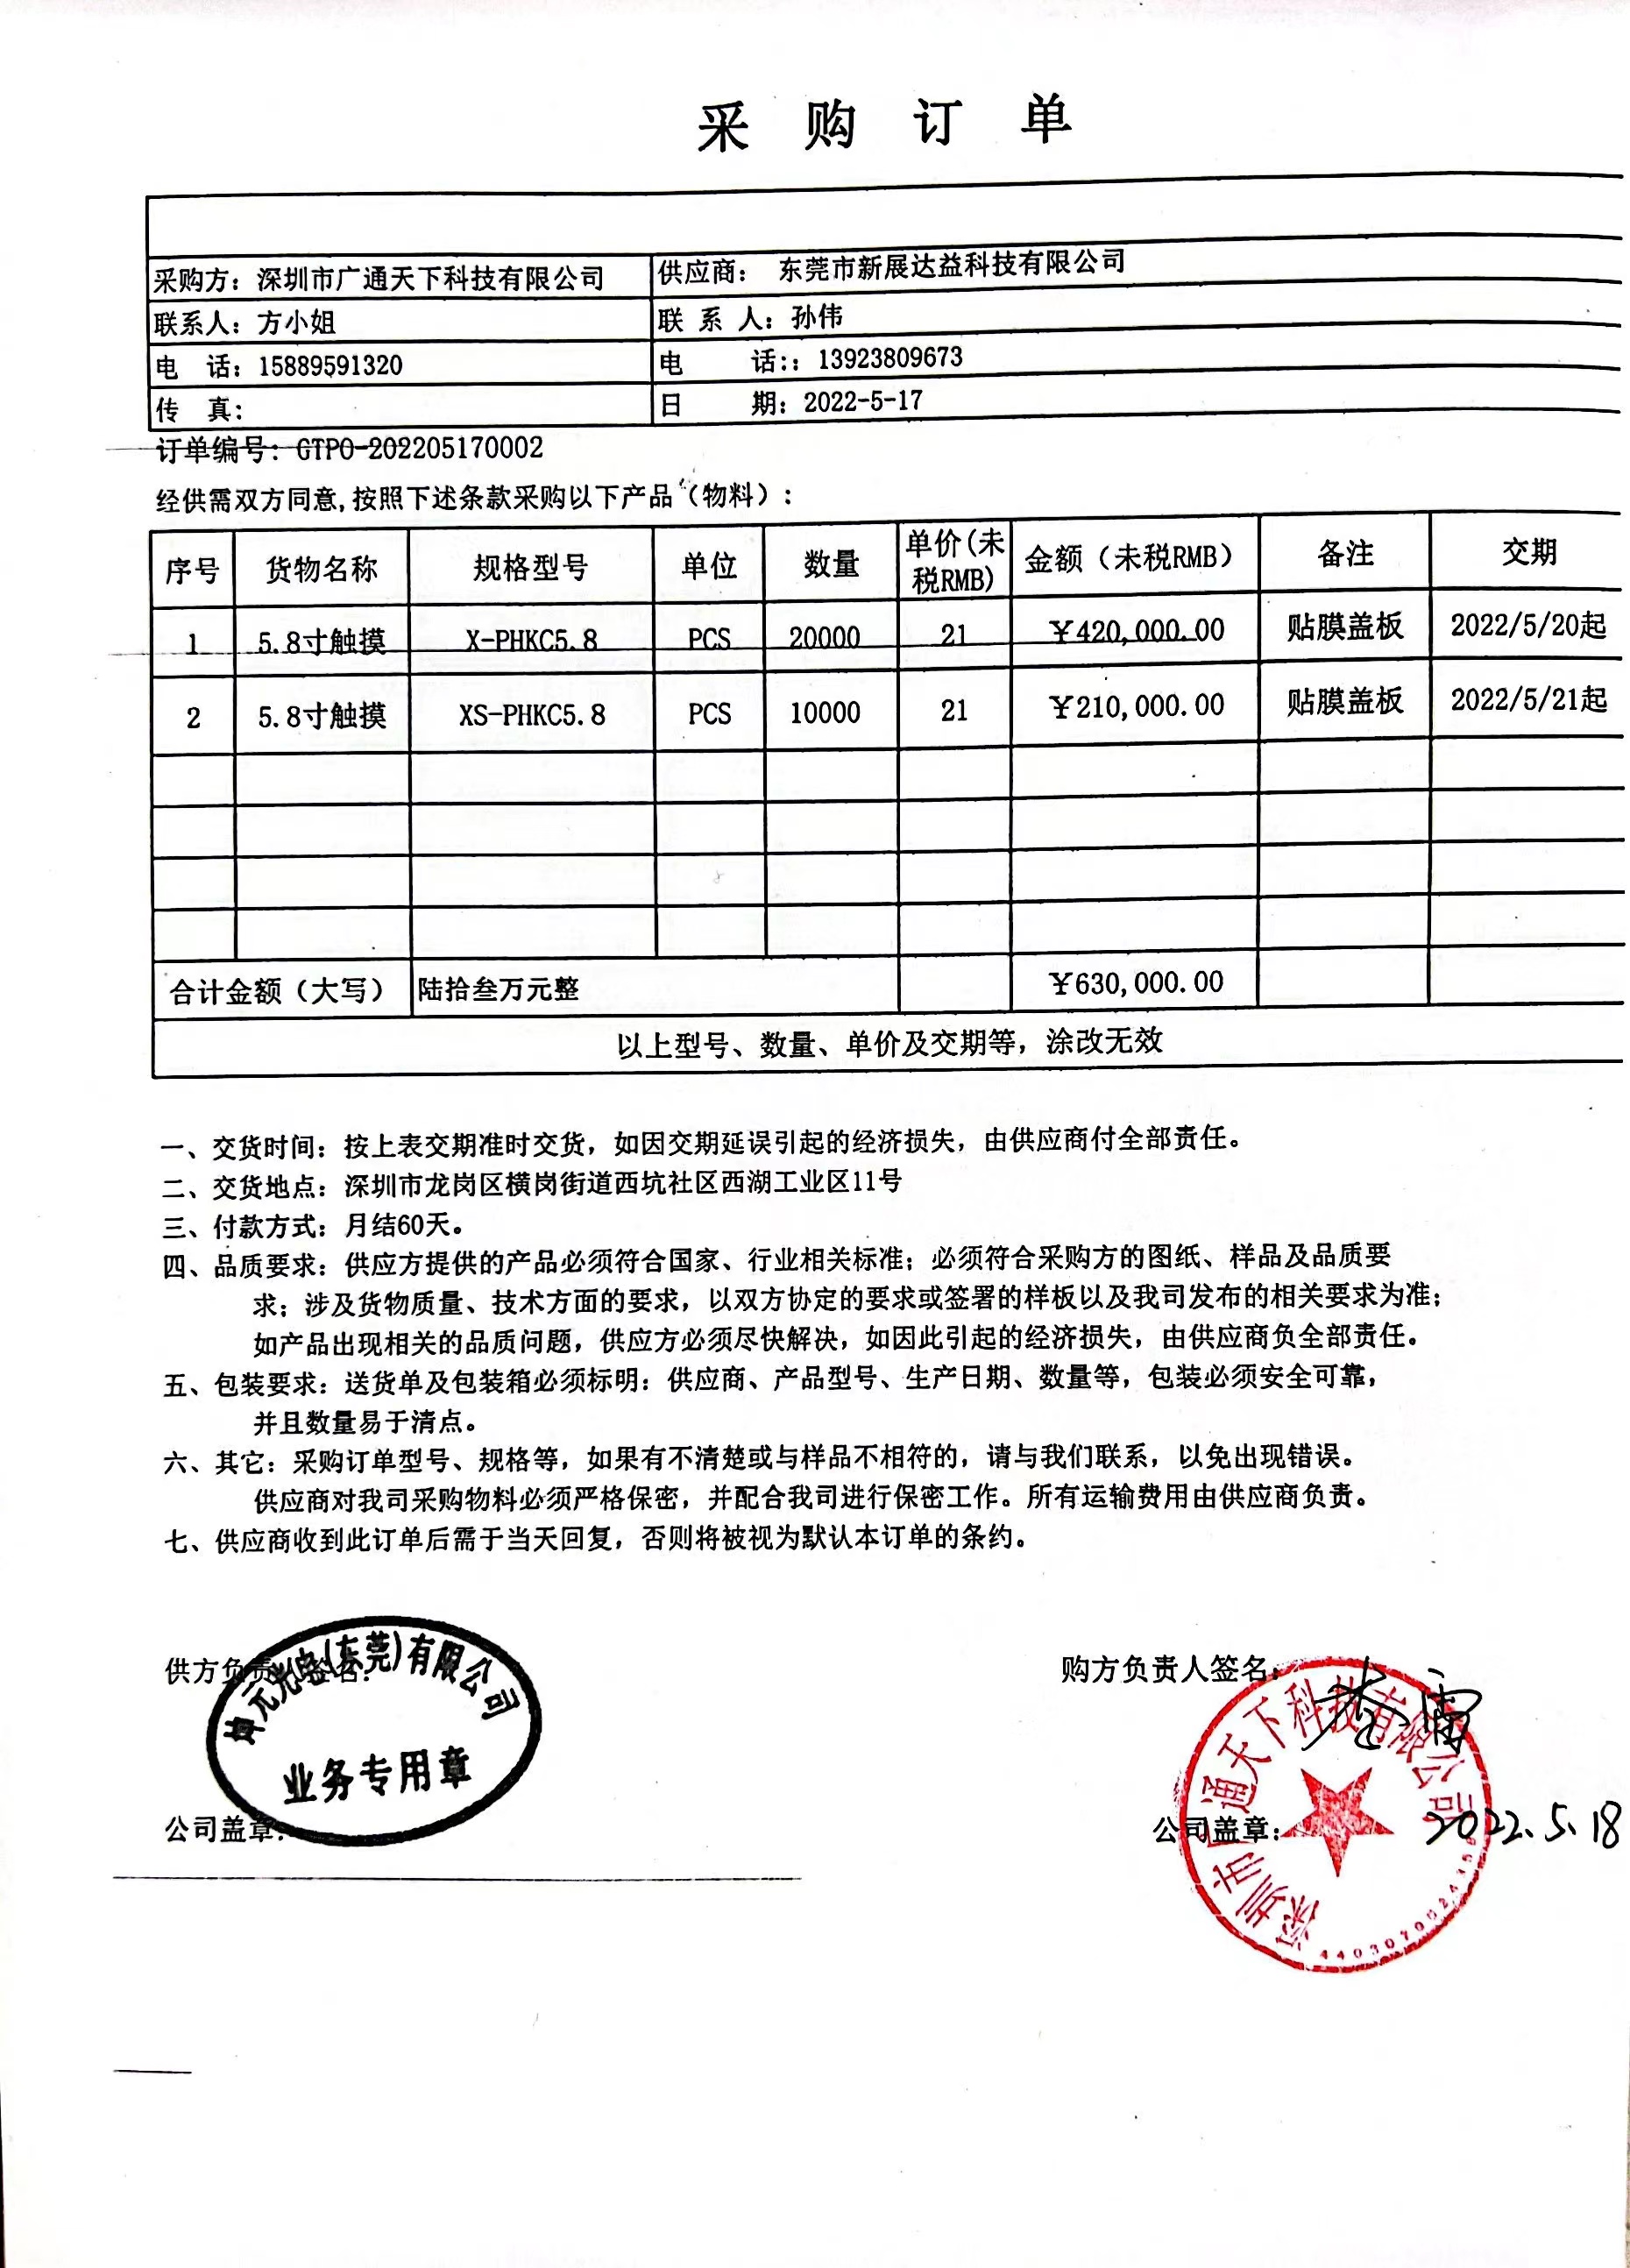 采 购 订 单
采购方：深圳市广通天下科技有限公司 供应商： 东莞市新展达益科技有限公司
联系人：方小姐 联 系 人：孙伟
电 话：15889591320 电 话:：13923809673
传 真： 日 期：2022-5-17
订单编号：GTPO-202205170002
经供需双方同意,按照下述条款采购以下产品（物料）：
序号 货物名称 规格型号 单位 数量 单价(未税RMB) 金额（未税RMB） 备注 交期
1 5.8寸触摸 X-PHKC5.8 PCS 20000 21 ￥420,000.00 贴膜盖板 2022/5/20起
2 5.8寸触摸 XS-PHKC5.8 PCS 10000 21 ￥210,000.00 贴膜盖板 2022/5/21起
合计金额（大写） 陆拾叁万元整 ￥630,000.00
以上型号、数量、单价及交期等，涂改无效
一、交货时间：按上表交期准时交货，如因交期延误引起的经济损失，由供应商付全部责任。
二、交货地点：深圳市龙岗区横岗街道西坑社区西湖工业区11号
三、付款方式：月结60天。
四、品质要求：供应方提供的产品必须符合国家、行业相关标准；必须符合采购方的图纸、样品及品质要
求；涉及货物质量、技术方面的要求，以双方协定的要求或签署的样板以及我司发布的相关要求为准；
如产品出现相关的品质问题，供应方必须尽快解决，如因此引起的经济损失，由供应商负全部责任。
五、包装要求：送货单及包装箱必须标明：供应商、产品型号、生产日期、数量等，包装必须安全可靠，
并且数量易于清点。
六、其它：采购订单型号、规格等，如果有不清楚或与样品不相符的，请与我们联系，以免出现错误。
供应商对我司采购物料必须严格保密，并配合我司进行保密工作。所有运输费用由供应商负责。
七、供应商收到此订单后需于当天回复，否则将被视为默认本订单的条约。
供方负责人签名： 购方负责人签名：
元光电(东莞)有限公司
业务专用章
深圳市广通天下科技有限公司
公司盖章： 公司盖章： 2022.5.18